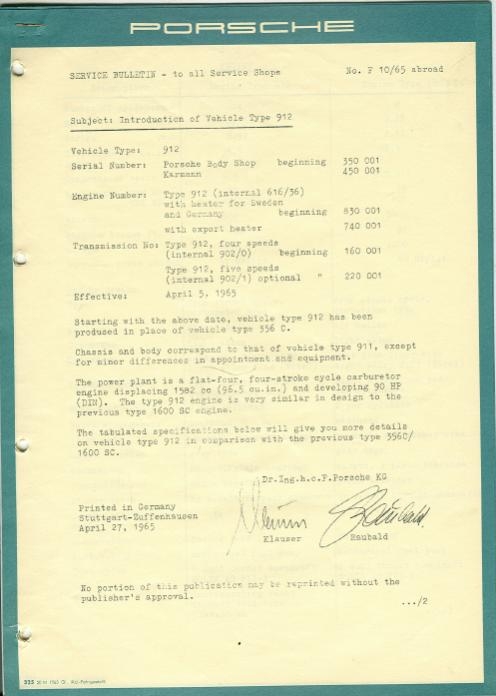 PORSCHE
SERVICE BULLETIN - to all Service Shops No. F 10/65 abroad
Subject: Introduction of Vehicle Type 912
Vehicle Type: 912
Serial Number: Porsche Body Shop beginning 350 001
Karmann 450 001
Engine Number: Type 912 (internal 616/36)
with heater for Sweden
and Germany beginning 830 001
with export heater 740 001
Transmission No: Type 912, four speeds
(internal 902/0) beginning 160 001
Type 912, five speeds
(internal 902/1) optional " 220 001
Effective: April 5, 1965
Starting with the above date, vehicle type 912 has been
produced in place of vehicle type 356 C.
Chassis and body correspond to that of vehicle type 911, except
for minor differences in appointment and equipment.
The power plant is a flat-four, four-stroke cycle carburetor
engine displacing 1582 cc (96.5 cu.in.) and developing 90 HP
(DIN). The type 912 engine is very similar in design to the
previous type 1600 SC engine.
The tabulated specifications below will give you more details
on vehicle type 912 in comparison with the previous type 356C/
1600 SC.
Dr.Ing.h.c.F.Porsche KG
Printed in Germany
Stuttgart-Zuffenhausen
April 27, 1965
Klauser Raubald
No portion of this publication may be reprinted without the
publisher's approval.
.../2